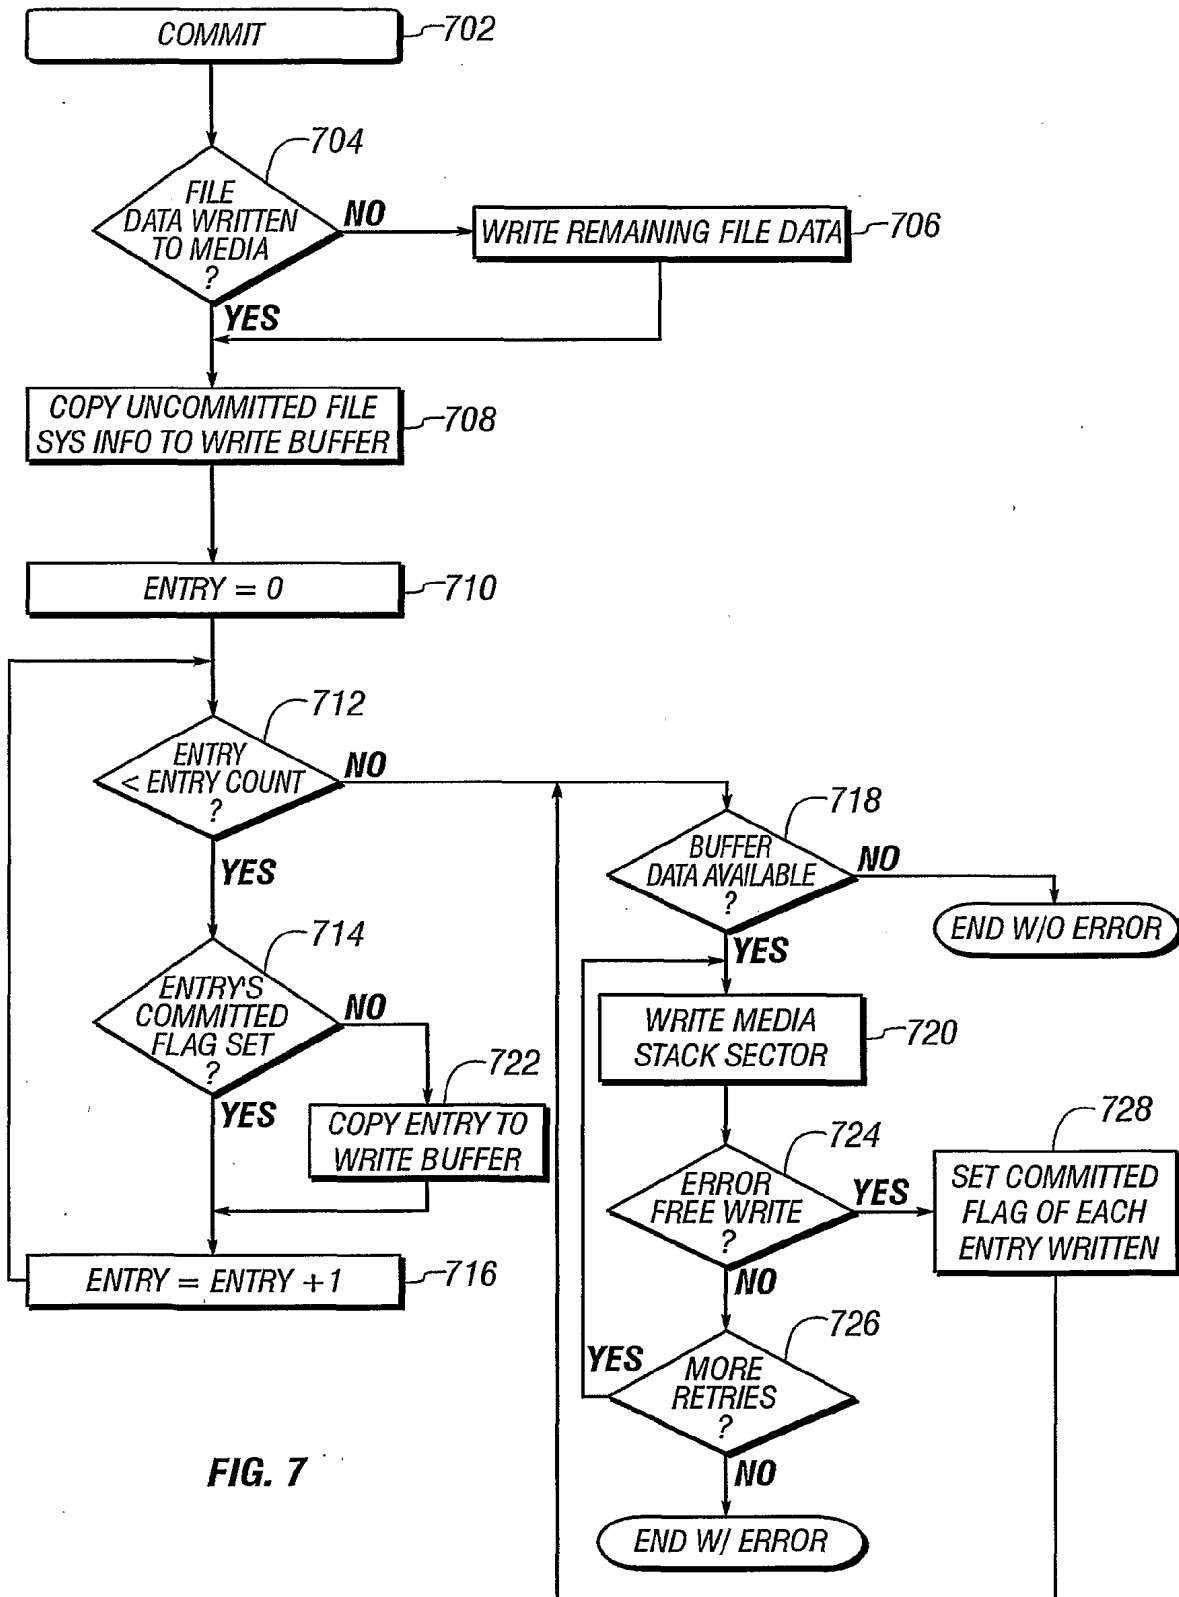 COMMIT
702
704
FILE
DATA WRITTEN
TO MEDIA
?
NO
WRITE REMAINING FILE DATA
706
YES
COPY UNCOMMITTED FILE
SYS INFO TO WRITE BUFFER
708
ENTRY = 0
710
712
ENTRY
< ENTRY COUNT
?
NO
YES
718
BUFFER
DATA AVAILABLE
?
NO
END W/O ERROR
YES
714
ENTRY'S
COMMITTED
FLAG SET
?
NO
YES
722
COPY ENTRY TO
WRITE BUFFER
ENTRY = ENTRY +1
716
WRITE MEDIA
STACK SECTOR
720
724
ERROR
FREE WRITE
?
YES
728
SET COMMITTED
FLAG OF EACH
ENTRY WRITTEN
NO
726
YES
MORE
RETRIES
?
NO
END W/ ERROR
FIG. 7